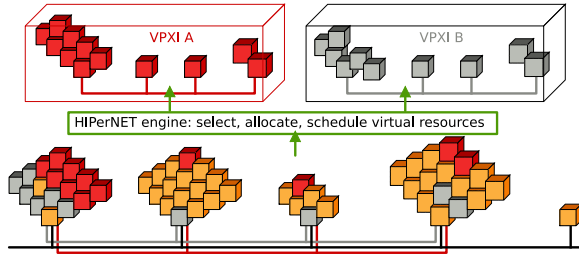 VPXI A
VPXI B
HIPerNET engine: select, allocate, schedule virtual resources